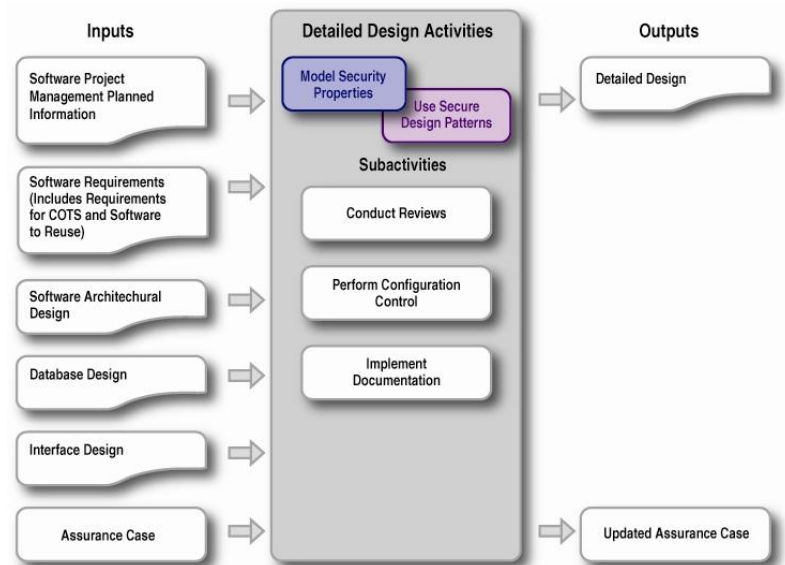 Inputs
Software Project
Management Planned
Information
Software Requirements
(Includes Requirements
for COTS and Software
to Reuse)
Software Architechural
Design
Database Design
Interface Design
Assurance Case
Detailed Design Activities
Model Security
Properties
Use Secure
Design Patterns
Subactivities
Conduct Reviews
Perform Configuration
Control
Implement
Documentation
Outputs
Detailed Design
Updated Assurance Case